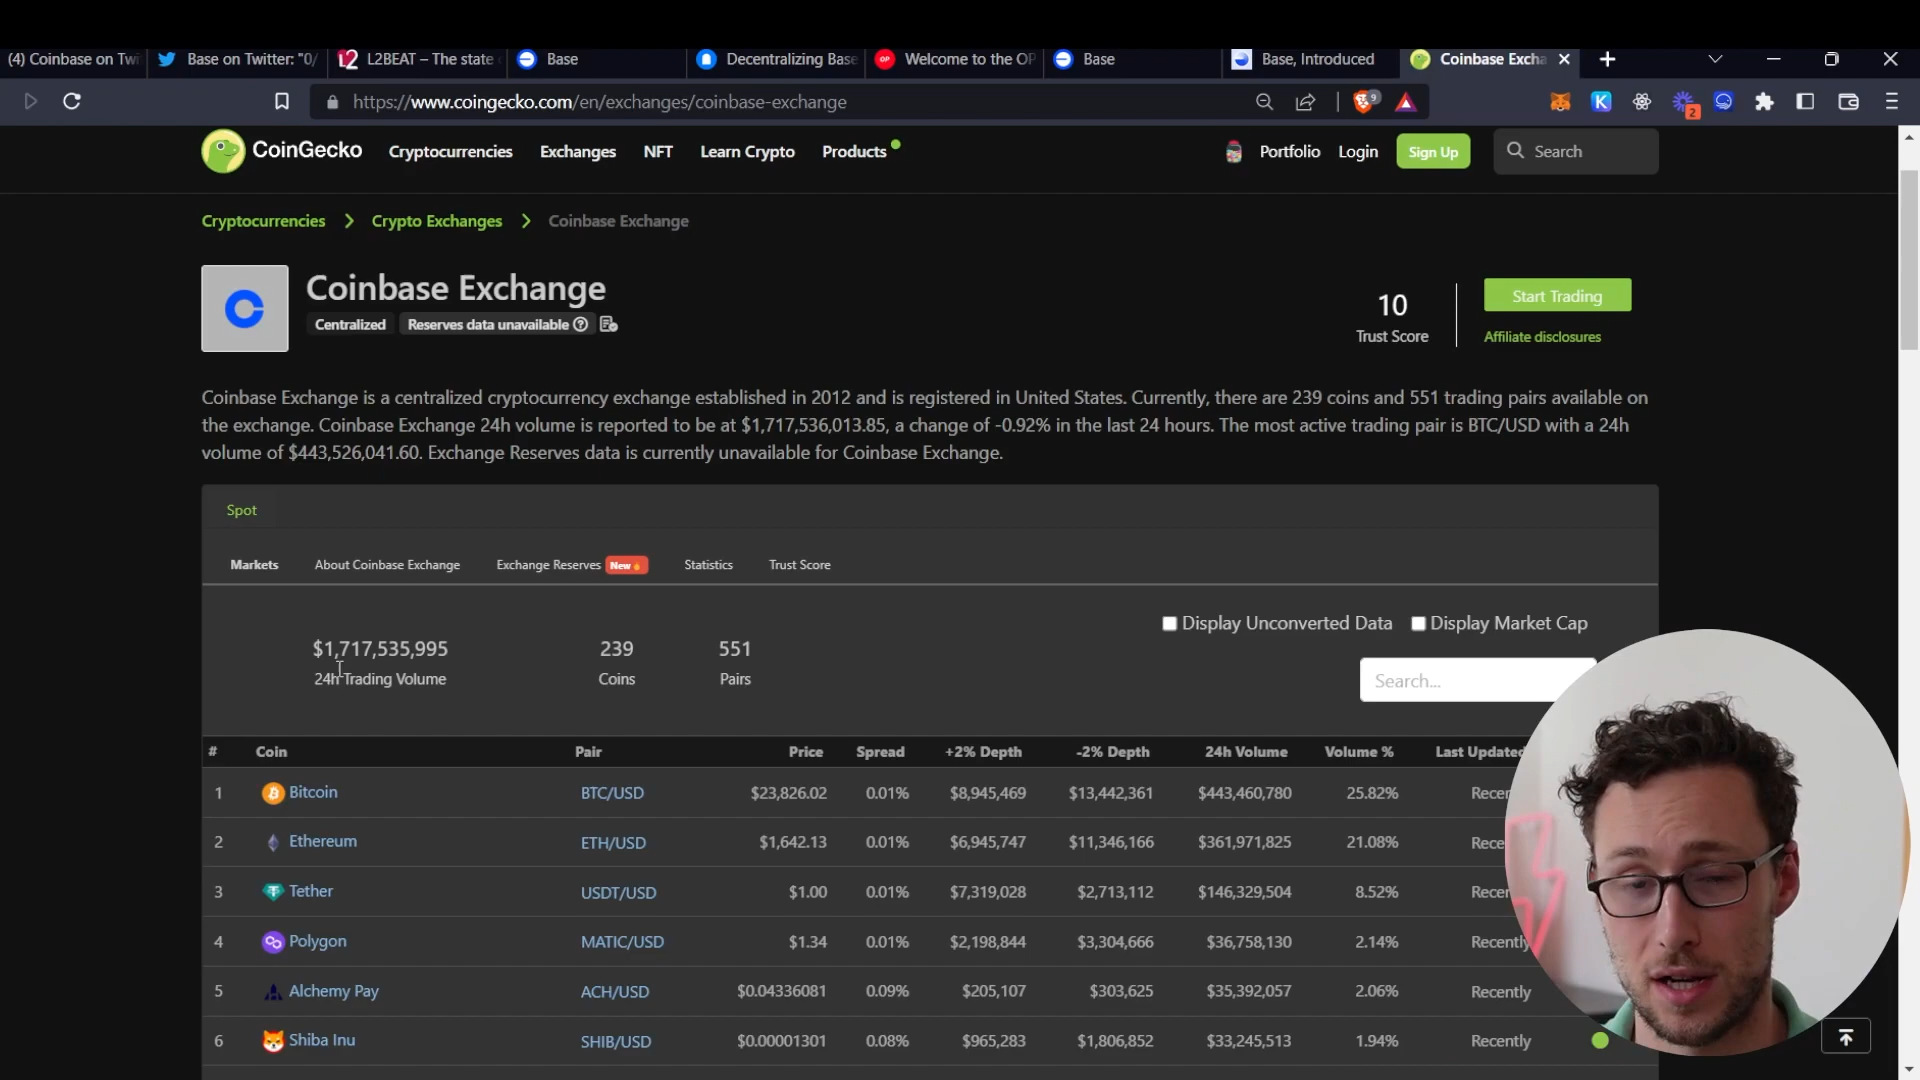 (4) Coinbase on Twi
Base on Twitter: "0/
L2BEAT – The state
Base
Decentralizing Base
Welcome to the OP
Base
Base, Introduced
Coinbase Excha
https://www.coingecko.com/en/exchanges/coinbase-exchange
9
2
CoinGecko
Cryptocurrencies
Exchanges
NFT
Learn Crypto
Products
Portfolio
Login
Sign Up
Search
Cryptocurrencies > Crypto Exchanges > Coinbase Exchange
Coinbase Exchange
Centralized
Reserves data unavailable
10
Trust Score
Start Trading
Affiliate disclosures
Coinbase Exchange is a centralized cryptocurrency exchange established in 2012 and is registered in United States. Currently, there are 239 coins and 551 trading pairs available on
the exchange. Coinbase Exchange 24h volume is reported to be at $1,717,536,013.85, a change of -0.92% in the last 24 hours. The most active trading pair is BTC/USD with a 24h
volume of $443,526,041.60. Exchange Reserves data is currently unavailable for Coinbase Exchange.
Spot
Markets About Coinbase Exchange Exchange Reserves New Statistics Trust Score
Display Unconverted Data Display Market Cap
$1,717,535,995 239 551
24h Trading Volume Coins Pairs
Search...
# Coin Pair Price Spread +2% Depth -2% Depth 24h Volume Volume % Last Updated
1 Bitcoin BTC/USD $23,826.02 0.01% $8,945,469 $13,442,361 $443,460,780 25.82% Recen
2 Ethereum ETH/USD $1,642.13 0.01% $6,945,747 $11,346,166 $361,971,825 21.08% Rece
3 Tether USDT/USD $1.00 0.01% $7,319,028 $2,713,112 $146,329,504 8.52% Recen
4 Polygon MATIC/USD $1.34 0.01% $2,198,844 $3,304,666 $36,758,130 2.14% Recently
5 Alchemy Pay ACH/USD $0.04336081 0.09% $205,107 $303,625 $35,392,057 2.06% Recently
6 Shiba Inu SHIB/USD $0.00001301 0.08% $965,283 $1,806,852 $33,245,513 1.94% Recently